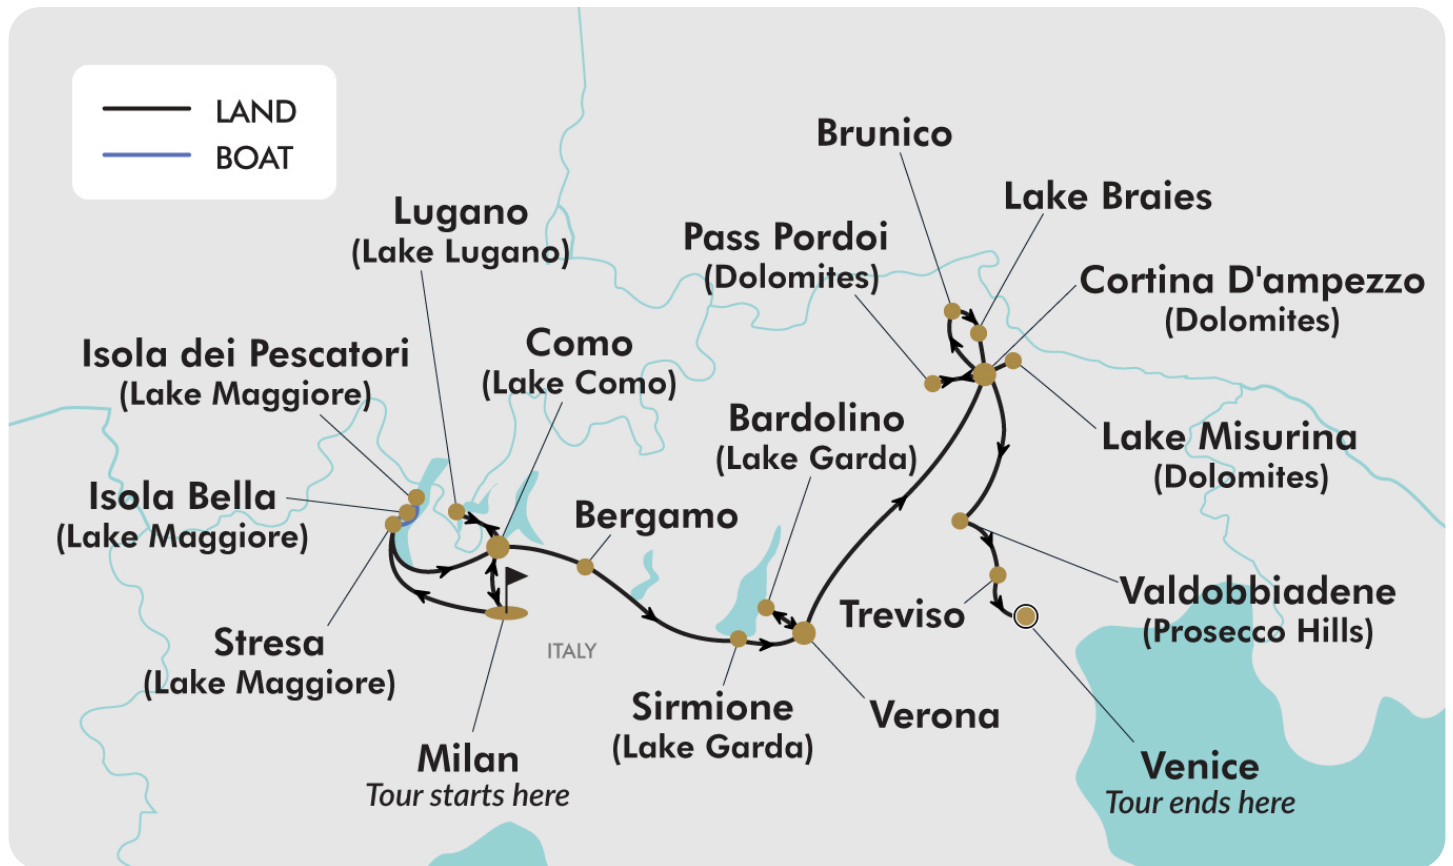 LAND
BOAT
Brunico
Lake Braies
Lugano
(Lake Lugano)
Pass Pordoi
(Dolomites)
Cortina D'ampezzo
(Dolomites)
Isola dei Pescatori
(Lake Maggiore)
Como
(Lake Como)
Bardolino
(Lake Garda)
Lake Misurina
(Dolomites)
Isola Bella
(Lake Maggiore)
Bergamo
Valdobbiadene
(Prosecco Hills)
Treviso
Stresa
(Lake Maggiore)
ITALY
Sirmione
(Lake Garda)
Verona
Milan
Tour starts here
Venice
Tour ends here